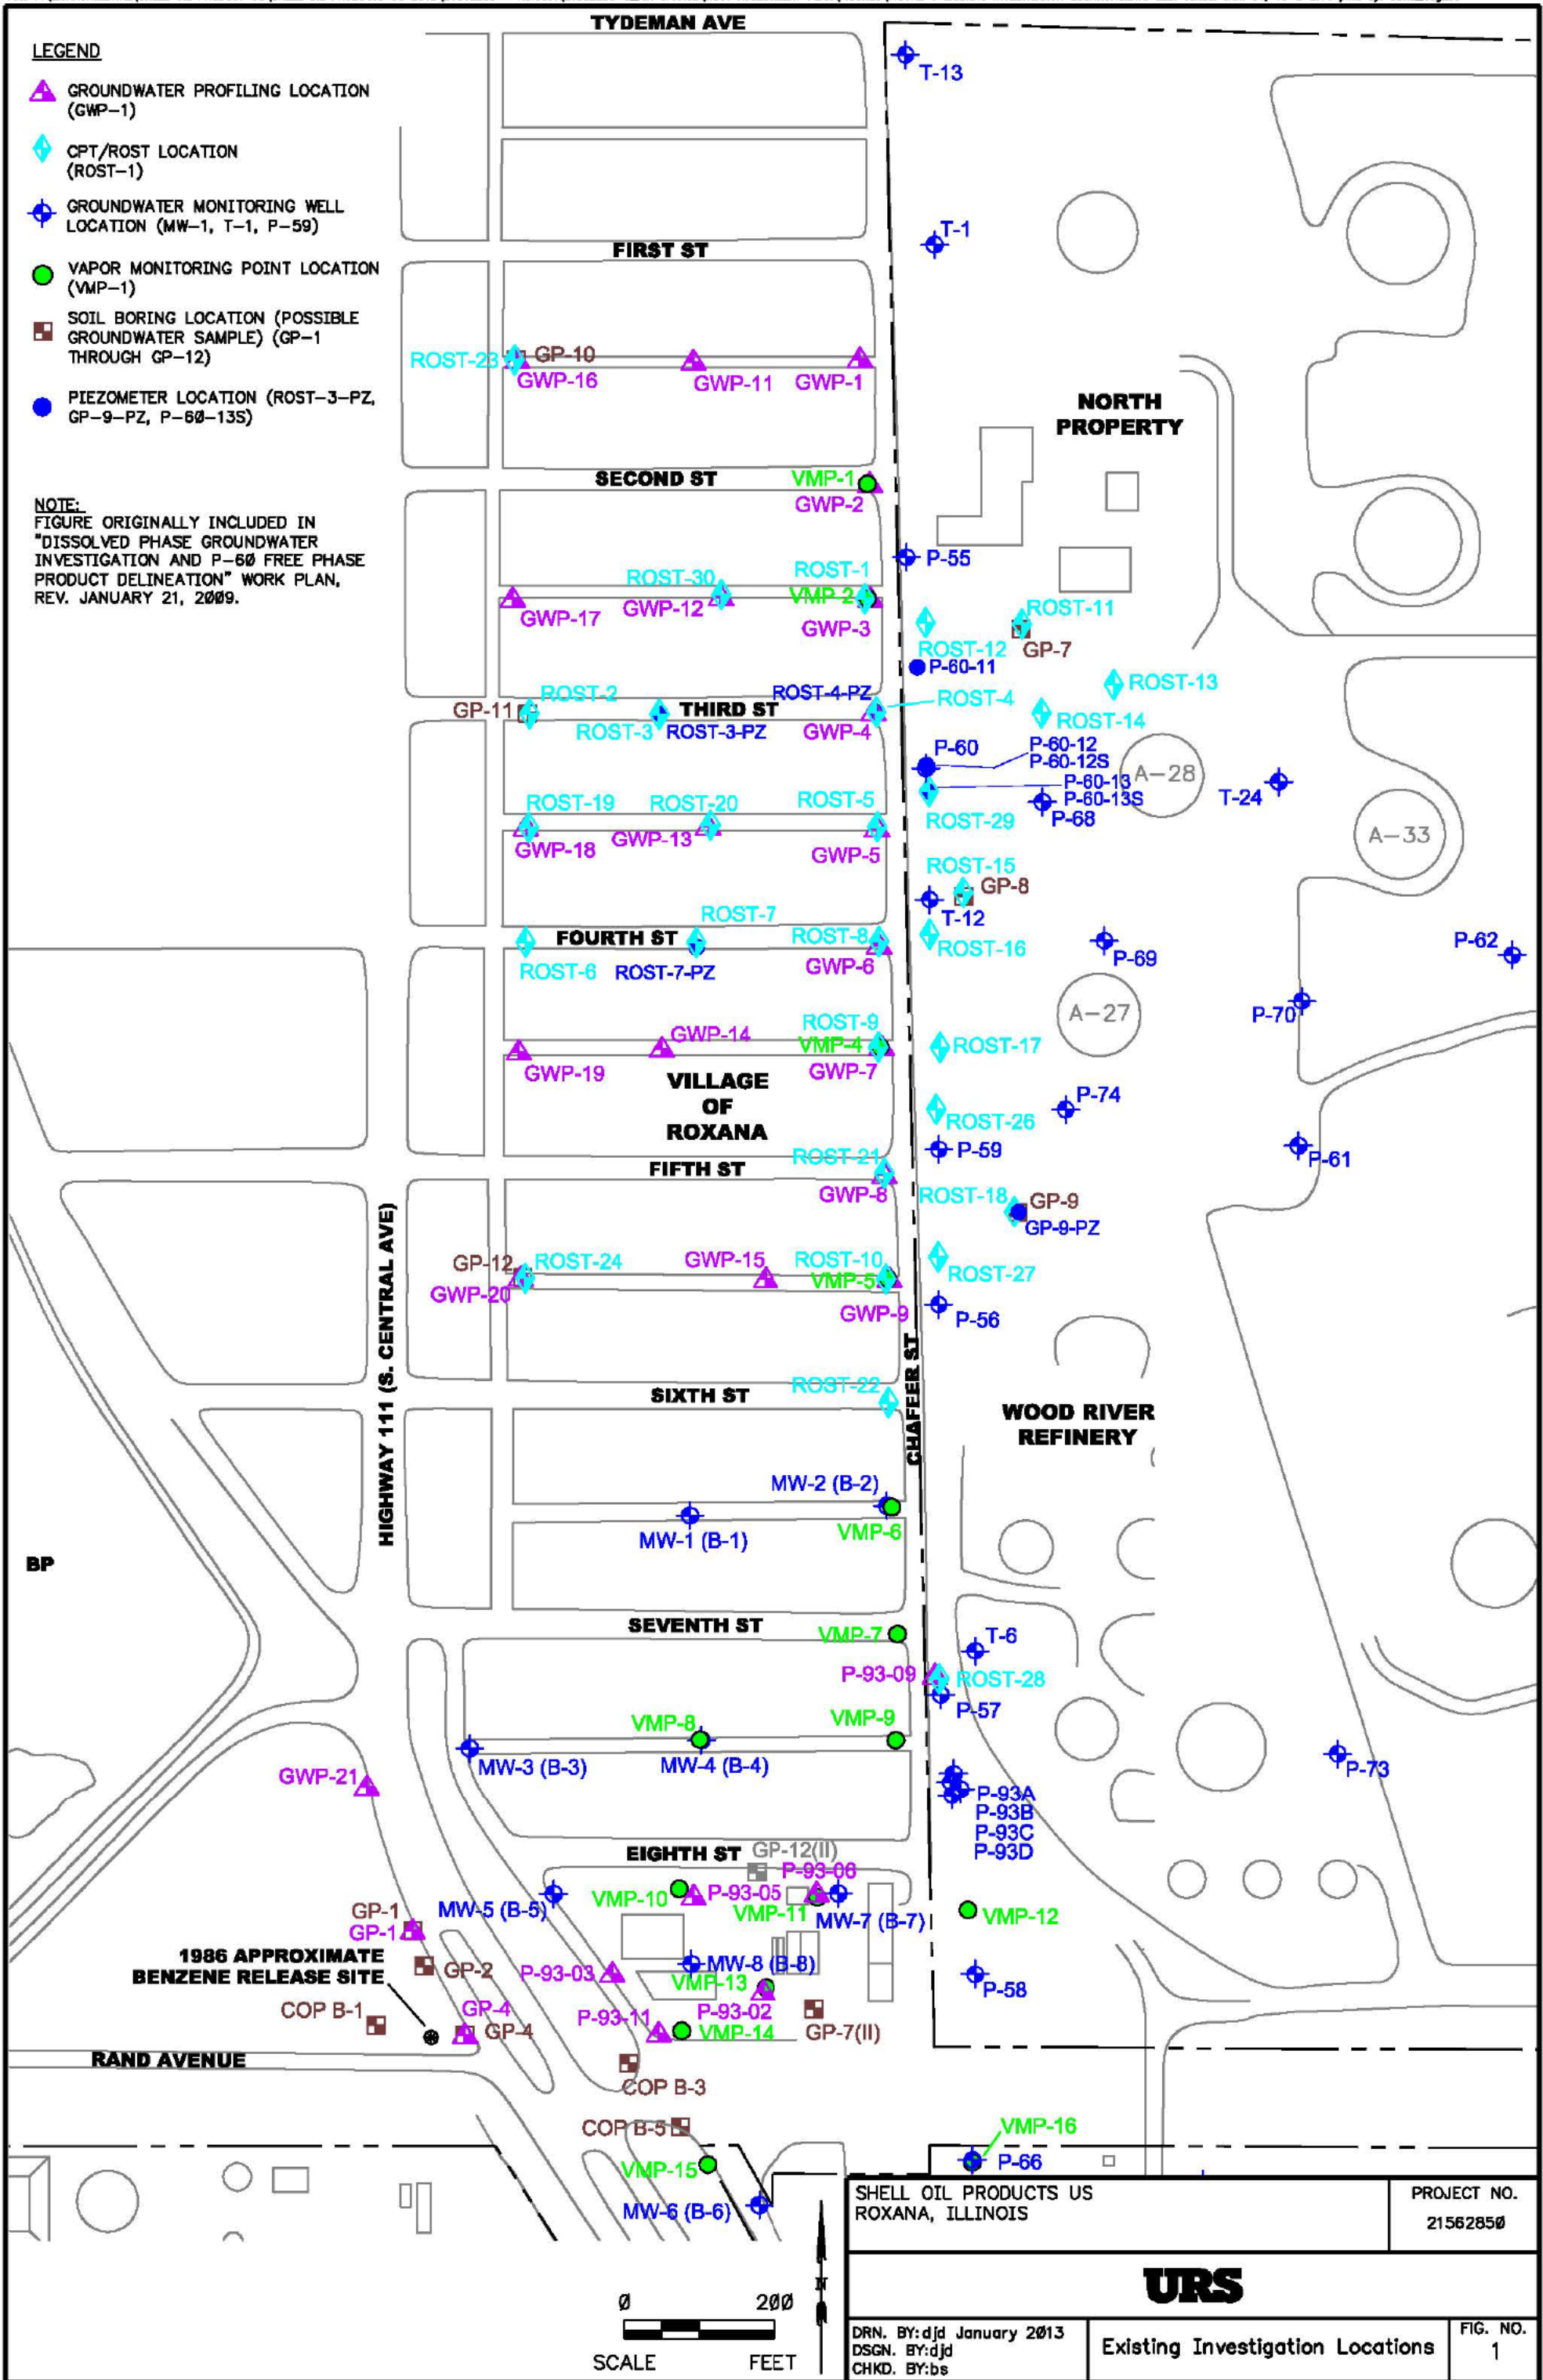 TYDEMAN AVE
LEGEND
GROUNDWATER PROFILING LOCATION
(GWP-1)
CPT/ROST LOCATION
(ROST-1)
GROUNDWATER MONITORING WELL
LOCATION (MW-1, T-1, P-59)
VAPOR MONITORING POINT LOCATION
(VMP-1)
SOIL BORING LOCATION (POSSIBLE
GROUNDWATER SAMPLE) (GP-1
THROUGH GP-12)
PIEZOMETER LOCATION (ROST-3-PZ,
GP-9-PZ, P-60-13S)
NOTE:
FIGURE ORIGINALLY INCLUDED IN
"DISSOLVED PHASE GROUNDWATER
INVESTIGATION AND P-60 FREE PHASE
PRODUCT DELINEATION" WORK PLAN,
REV. JANUARY 21, 2009.
T-13
T-1
FIRST ST
ROST-23
GP-10
GWP-16
GWP-11
GWP-1
NORTH
PROPERTY
SECOND ST
VMP-1
GWP-2
P-55
ROST-30
ROST-1
GWP-17
GWP-12
VMP-2
GWP-3
ROST-11
ROST-12
GP-7
P-60-11
ROST-13
ROST-2
ROST-4-PZ
ROST-4
GP-11
THIRD ST
ROST-14
ROST-3
ROST-3-PZ
GWP-4
P-60
P-60-12
P-60-12S
A-28
P-60-13
P-60-13S
T-24
ROST-19
ROST-20
ROST-5
ROST-29
P-68
GWP-18
GWP-13
GWP-5
A-33
ROST-15
GP-8
T-12
ROST-7
FOURTH ST
ROST-8
ROST-16
P-69
P-62
ROST-6
ROST-7-PZ
GWP-6
P-70
A-27
ROST-9
GWP-14
VMP-4
ROST-17
GWP-19
GWP-7
VILLAGE
OF
ROXANA
P-74
ROST-26
P-59
P-61
FIFTH ST
ROST-21
GWP-8
ROST-18
GP-9
GP-9-PZ
HIGHWAY 111 (S. CENTRAL AVE)
GP-12
ROST-24
GWP-15
ROST-10
VMP-5
ROST-27
GWP-20
GWP-9
P-56
CHAFFER ST
SIXTH ST
ROST-22
WOOD RIVER
REFINERY
MW-2 (B-2)
MW-1 (B-1)
VMP-6
BP
SEVENTH ST
VMP-7
T-6
P-93-09
ROST-28
P-57
VMP-8
VMP-9
MW-3 (B-3)
MW-4 (B-4)
P-73
GWP-21
P-93A
P-93B
P-93C
P-93D
EIGHTH ST
GP-12(II)
P-93-06
VMP-10
P-93-05
VMP-11
MW-5 (B-5)
MW-7 (B-7)
VMP-12
GP-1
GP-1
1986 APPROXIMATE
BENZENE RELEASE SITE
GP-2
P-93-03
MW-8 (B-8)
VMP-13
P-58
COP B-1
GP-4
GP-4
P-93-11
P-93-02
VMP-14
GP-7(II)
RAND AVENUE
COP B-3
COP B-5
VMP-16
VMP-15
P-66
MW-6 (B-6)
N
0 200
SCALE FEET
SHELL OIL PRODUCTS US
ROXANA, ILLINOIS
PROJECT NO.
21562850
URS
DRN. BY:djd January 2013
DSGN. BY:djd
CHKD. BY:bs
Existing Investigation Locations
FIG. NO.
1